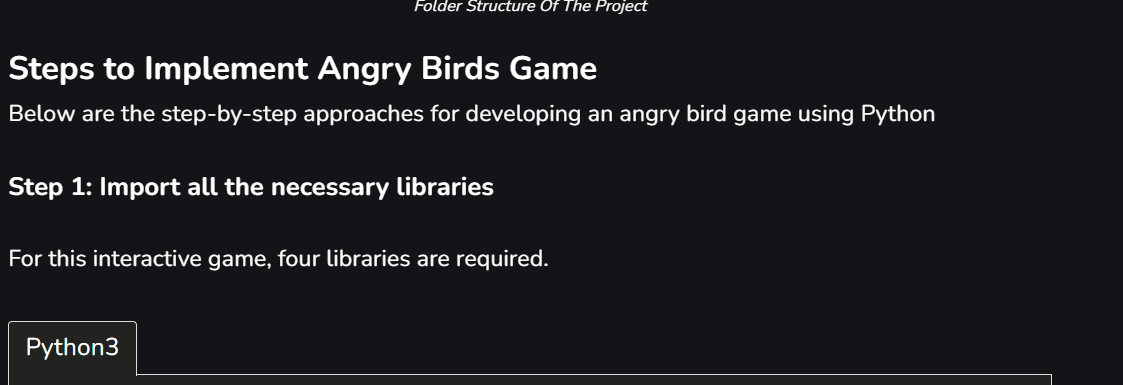 Folder Structure Of The Project
Steps to Implement Angry Birds Game
Below are the step-by-step approaches for developing an angry bird game using Python
Step 1: Import all the necessary libraries
For this interactive game, four libraries are required.
Python3